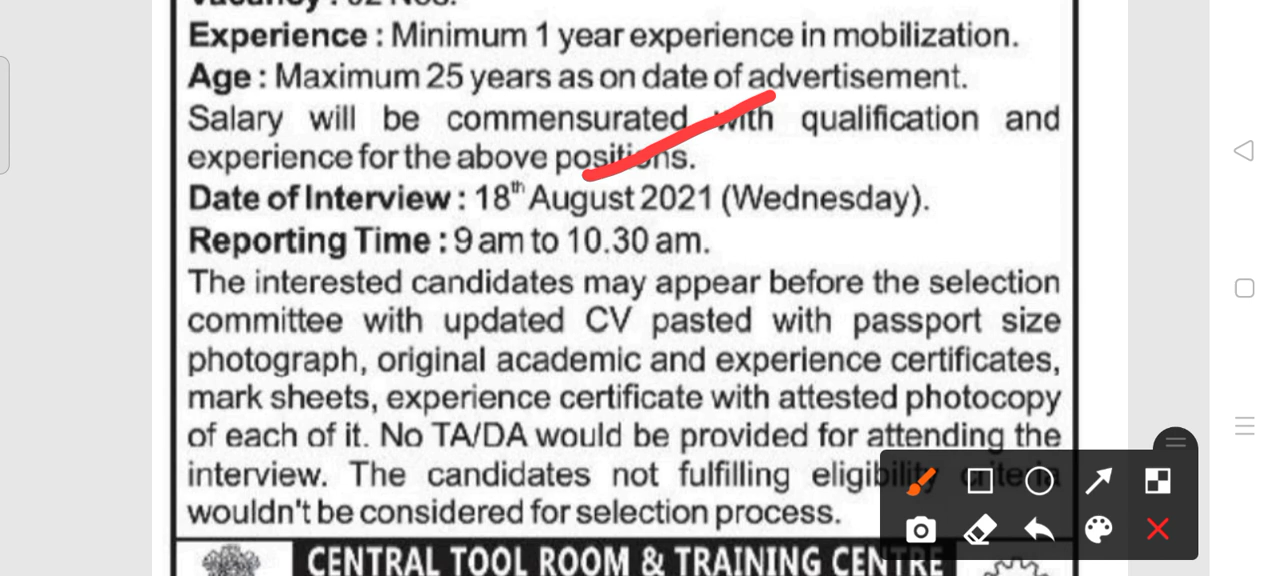 Vacancy : 02 Nos.
Experience : Minimum 1 year experience in mobilization.
Age : Maximum 25 years as on date of advertisement.
Salary will be commensurated with qualification and
experience for the above positions.
Date of Interview : 18th August 2021 (Wednesday).
Reporting Time : 9 am to 10.30 am.
The interested candidates may appear before the selection
committee with updated CV pasted with passport size
photograph, original academic and experience certificates,
mark sheets, experience certificate with attested photocopy
of each of it. No TA/DA would be provided for attending the
interview. The candidates not fulfilling eligibility criteria
wouldn't be considered for selection process.
CENTRAL TOOL ROOM & TRAINING CENTRE